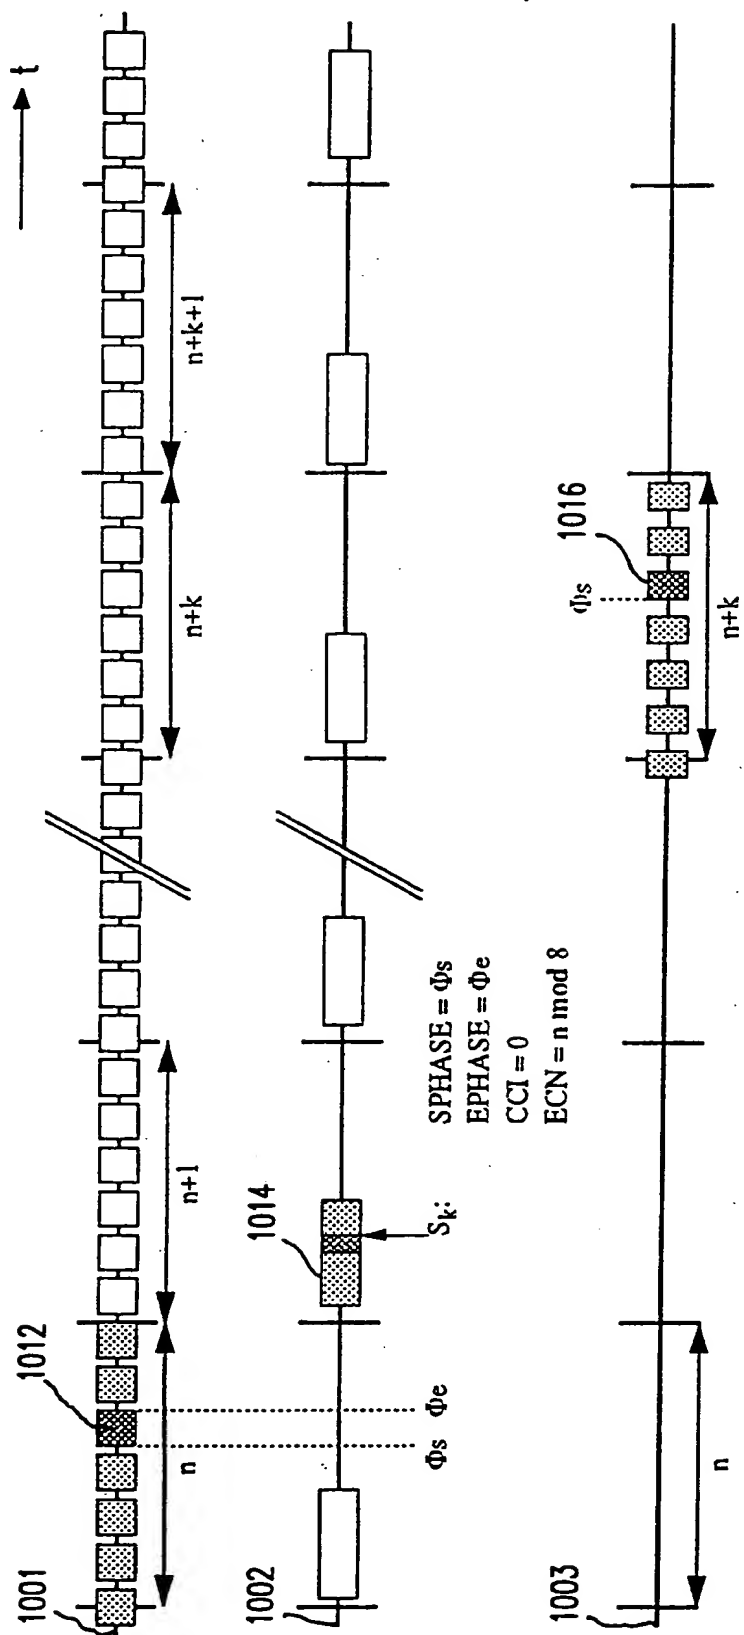 t
1001
1012
n
n+1
n+k
n+k+1
Φs Φe
1002
1014
Sk:
SPHASE = Φs
EPHASE = Φe
CCI = 0
ECN = n mod 8
1003
n
Φs
1016
n+k